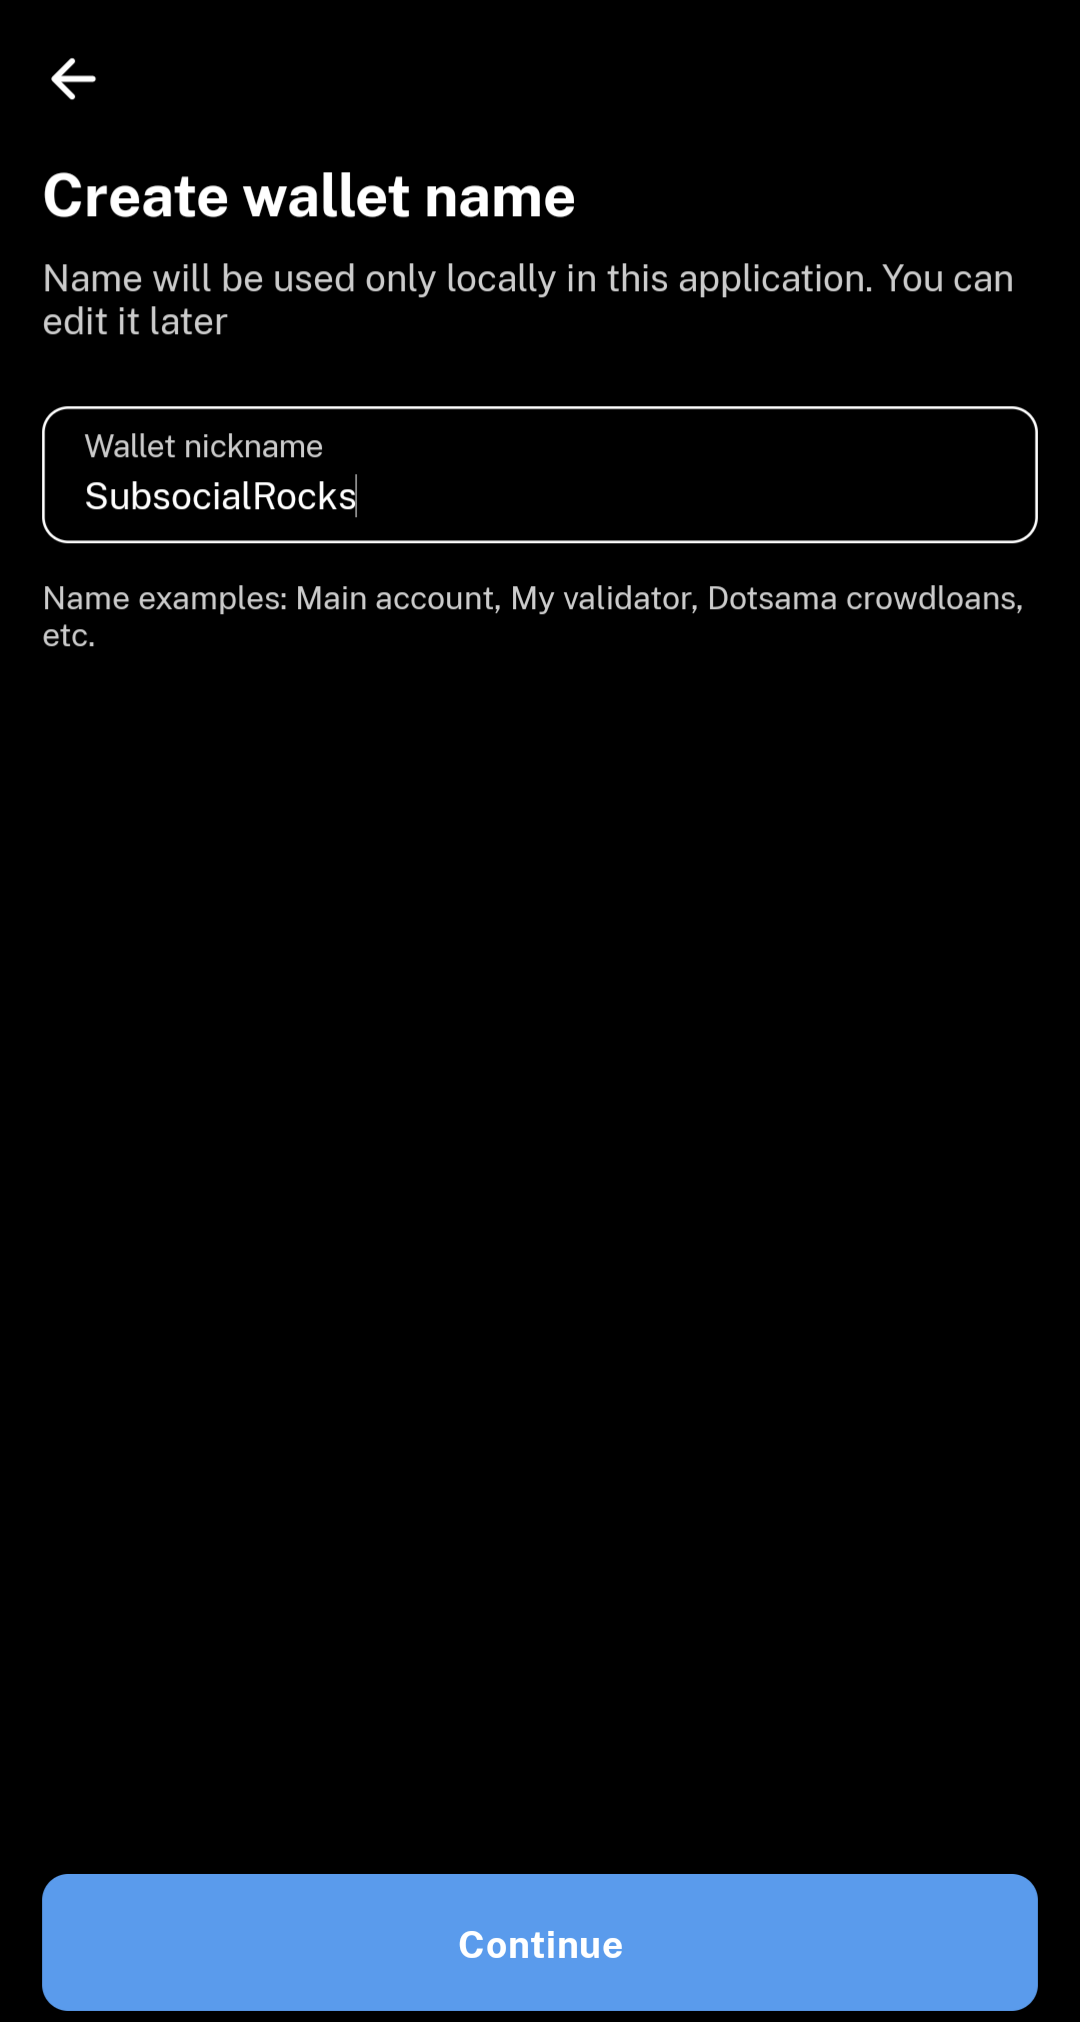 Create wallet name
Name will be used only locally in this application. You can
edit it later
Wallet nickname
SubsocialRocks
Name examples: Main account, My validator, Dotsama crowdloans,
etc.
Continue